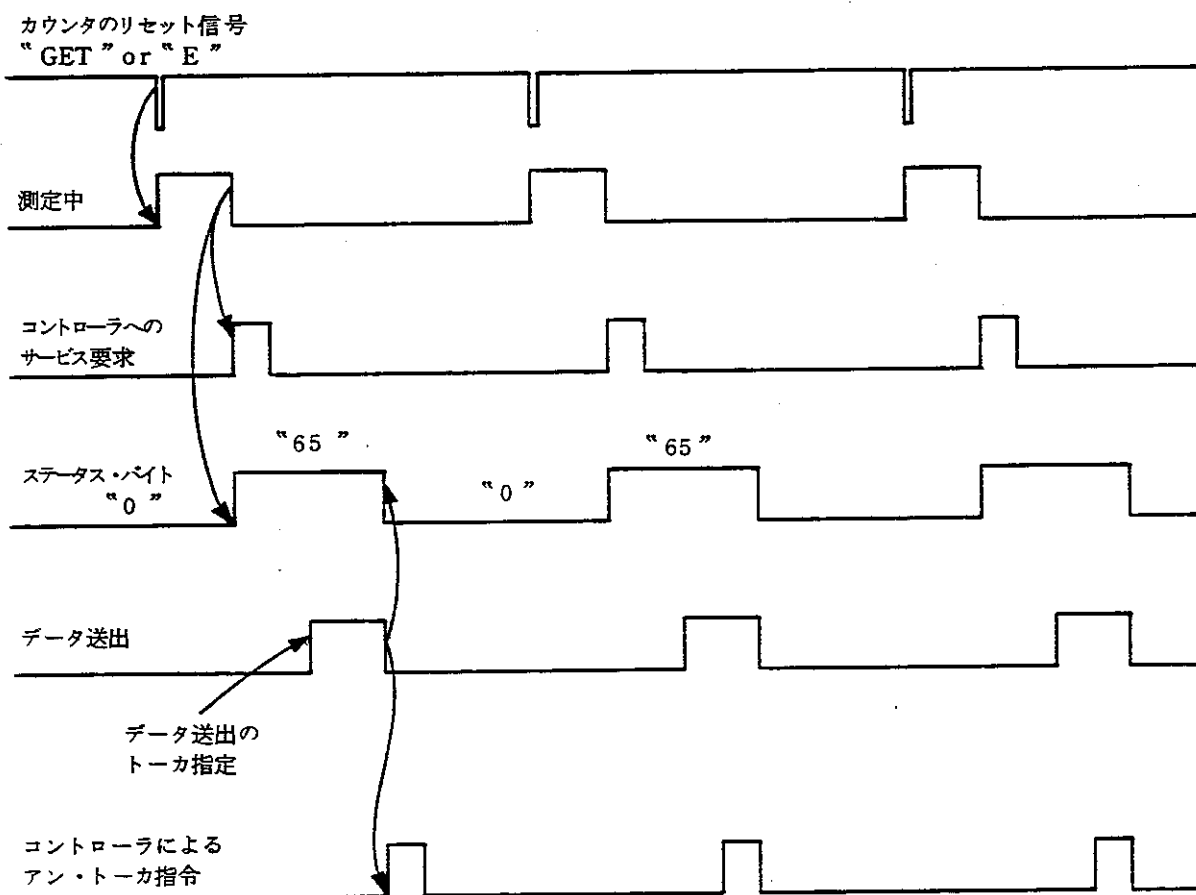 カウンタのリセット信号
〝GET〞or〝E〞
測定中
コントローラへの
サービス要求
〝65〞
〝65〞
ステータス・バイト
〝0〞
〝0〞
データ送出
データ送出の
トーカ指定
コントローラによる
アン・トーカ指令